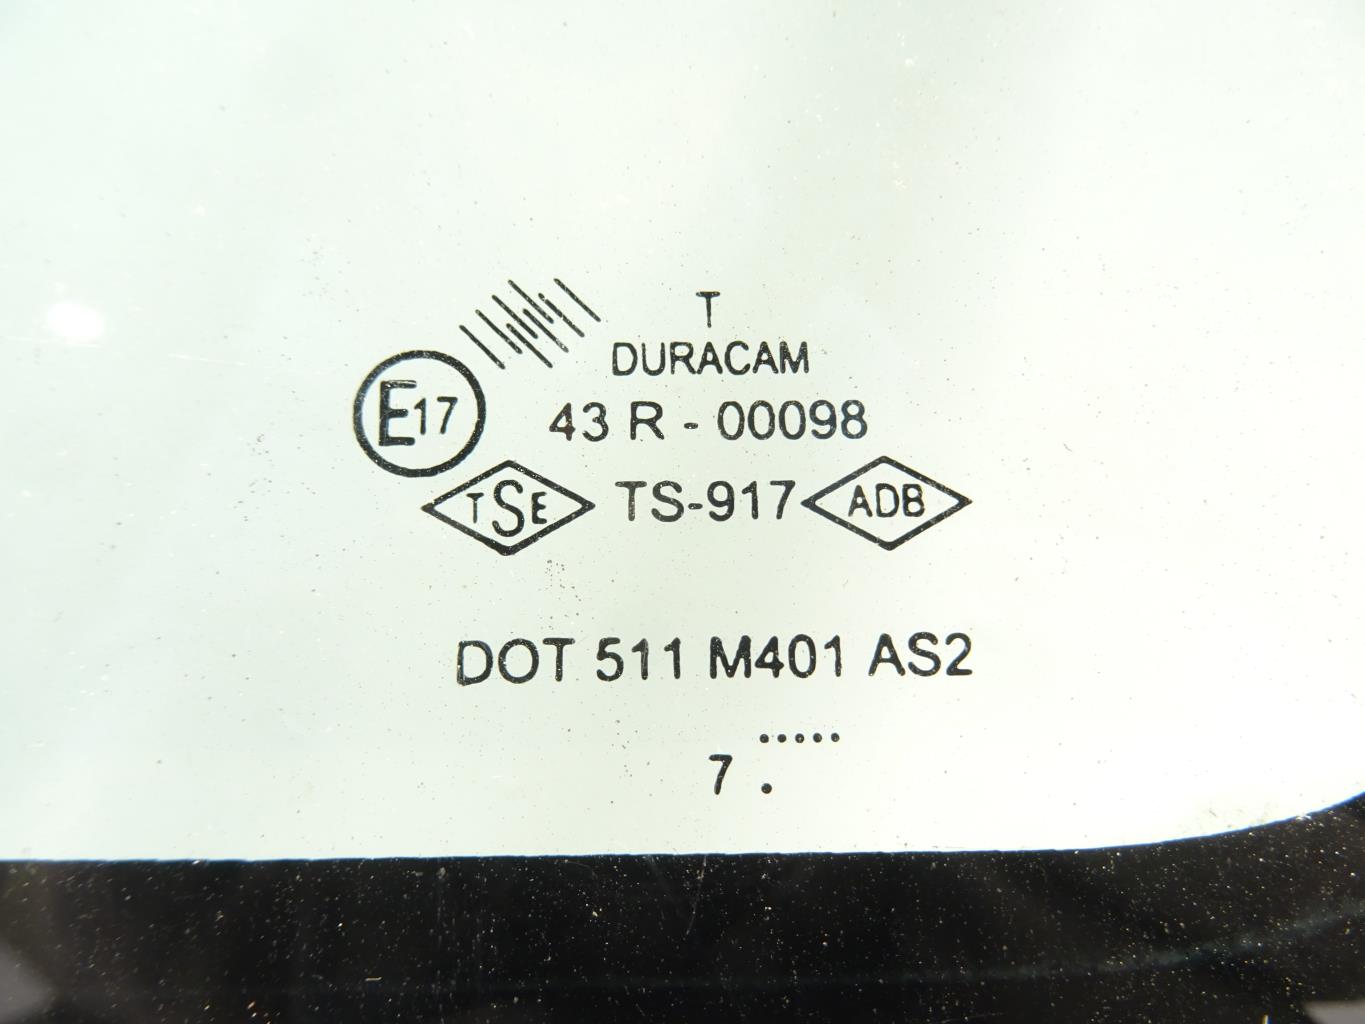 T
DURACAM
E17 43 R - 00098
TSE TS-917 ADB
DOT 511 M401 AS2
.....
7 .